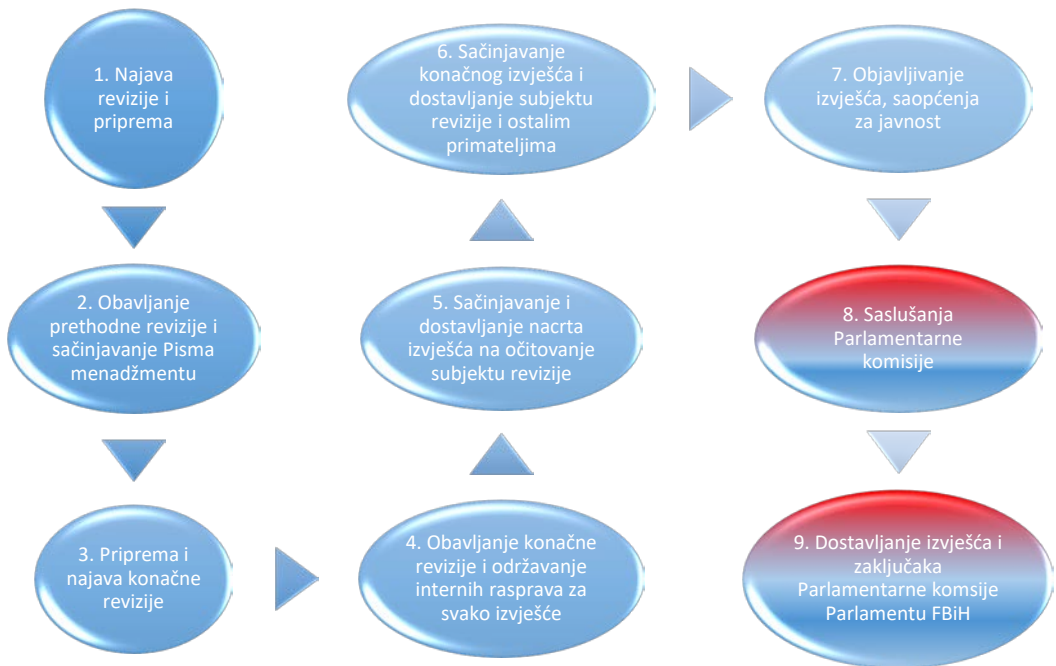 1. Najava
revizije i
priprema
2. Obavljanje
prethodne revizije i
sačinjavanje Pisma
menadžmentu
3. Priprema i
najava konačne
revizije
4. Obavljanje konačne
revizije i održavanje
internih rasprava za
svako izvješće
5. Sačinjavanje i
dostavljanje nacrta
izvješća na očitovanje
subjektu revizije
6. Sačinjavanje
konačnog izvješća i
dostavljanje subjektu
revizije i ostalim
primateljima
7. Objavljivanje
izvješća, saopćenja
za javnost
8. Saslušanja
Parlamentarne
komisije
9. Dostavljanje izvješća i
zaključaka
Parlamentarne komsije
Parlamentu FBiH